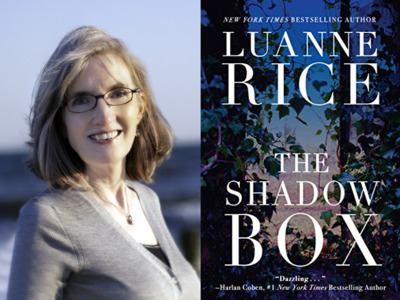 NEW YORK TIMES BESTSELLING AUTHOR
LUANNE
RICE
THE
SHADOW
BOX
"Dazzling . . ."
—Harlan Coben, #1 New York Times Bestselling Author